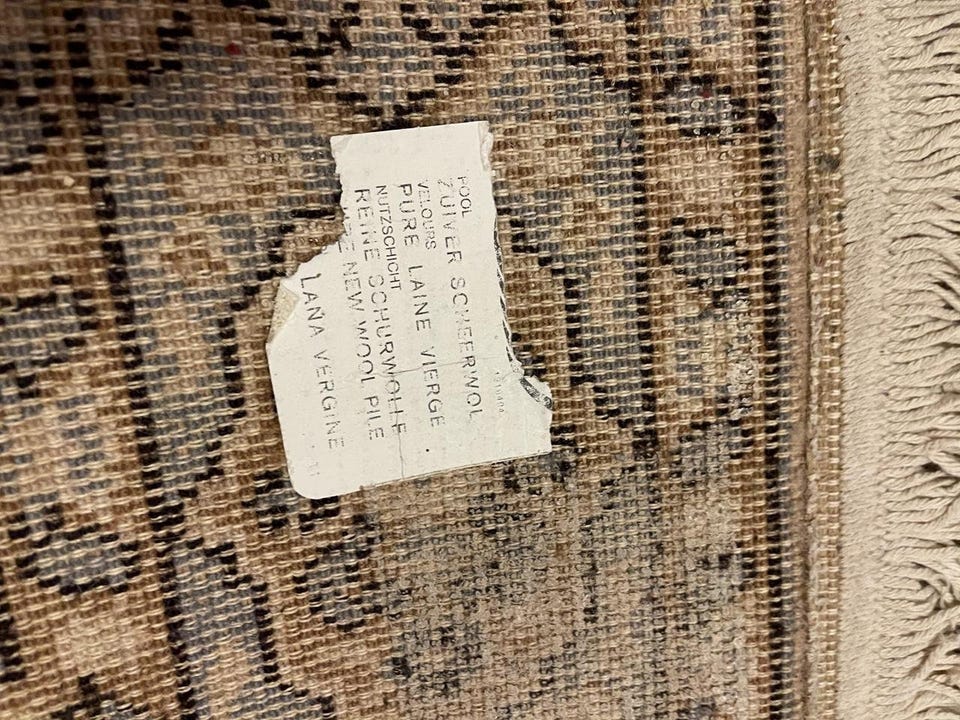 POOL
ZUIVER SCHEERWOL
VELOURS
PURE LAINE VIERGE
NUTZSCHICHT
REINE SCHURWOLLE
NEW WOOL PILE
LANA VERGINE